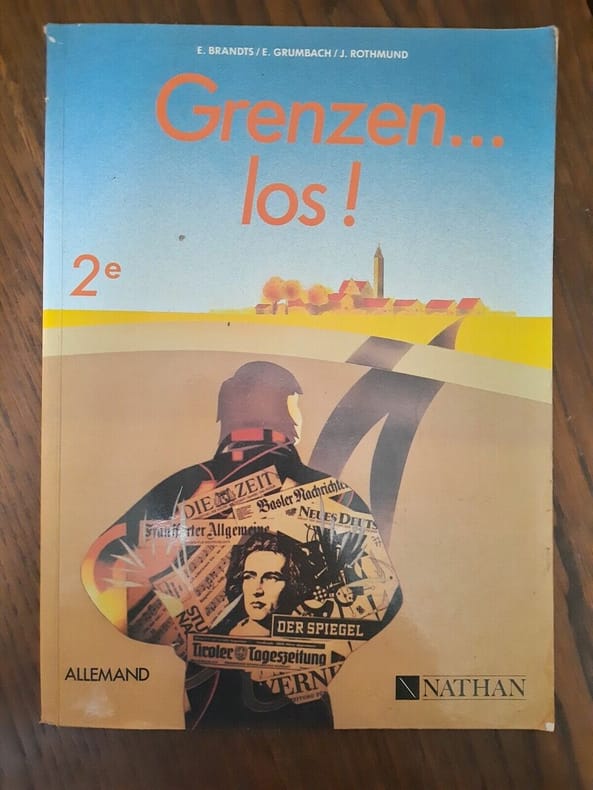 E. BRANDTS / E. GRUMBACH / J. ROTHMUND
Grenzen...
los !
2e
DIE ZEIT
Basler Nachrichte
NEUES DEUTS
Frankfurter Allgemeine
DER SPIEGEL
Tiroler Tageszeitung
ALLEMAND
NATHAN